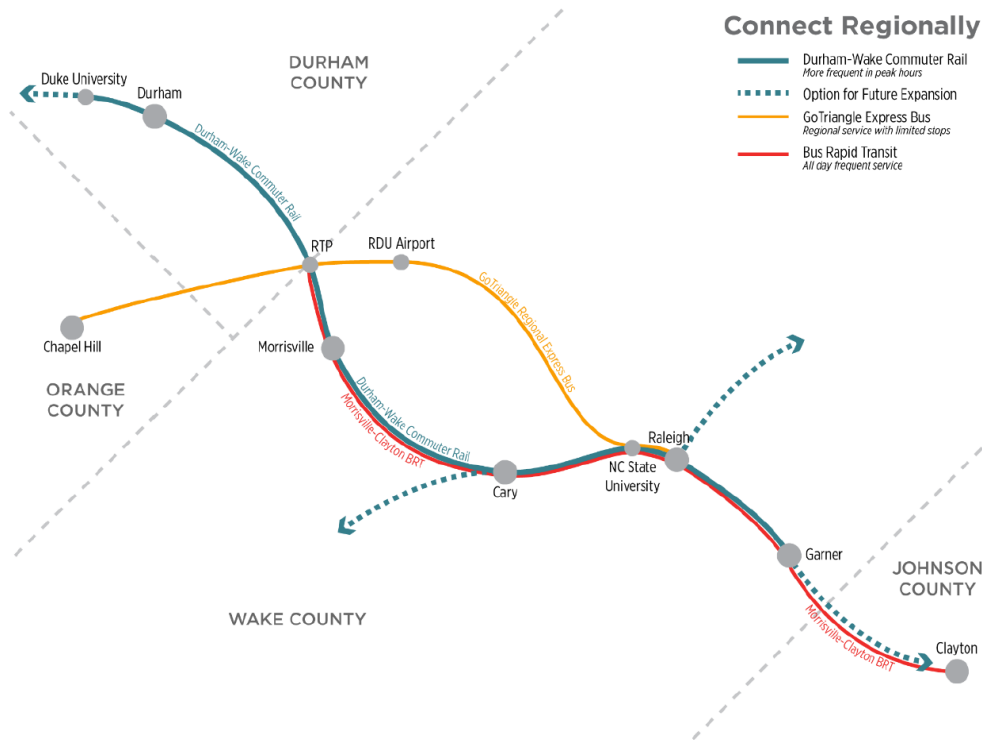 Connect Regionally
Durham-Wake Commuter Rail
More frequent in peak hours
Option for Future Expansion
GoTriangle Express Bus
Regional service with limited stops
Bus Rapid Transit
All day frequent service
DURHAM
COUNTY
Duke University
Durham
Durham-Wake Commuter Rail
RTP
RDU Airport
GoTriangle Regional Express Bus
Chapel Hill
Morrisville
ORANGE
COUNTY
Durham-Wake Commuter Rail
Morrisville-Clayton BRT
Raleigh
NC State
University
Cary
Garner
JOHNSON
COUNTY
WAKE COUNTY
Morrisville-Clayton BRT
Clayton